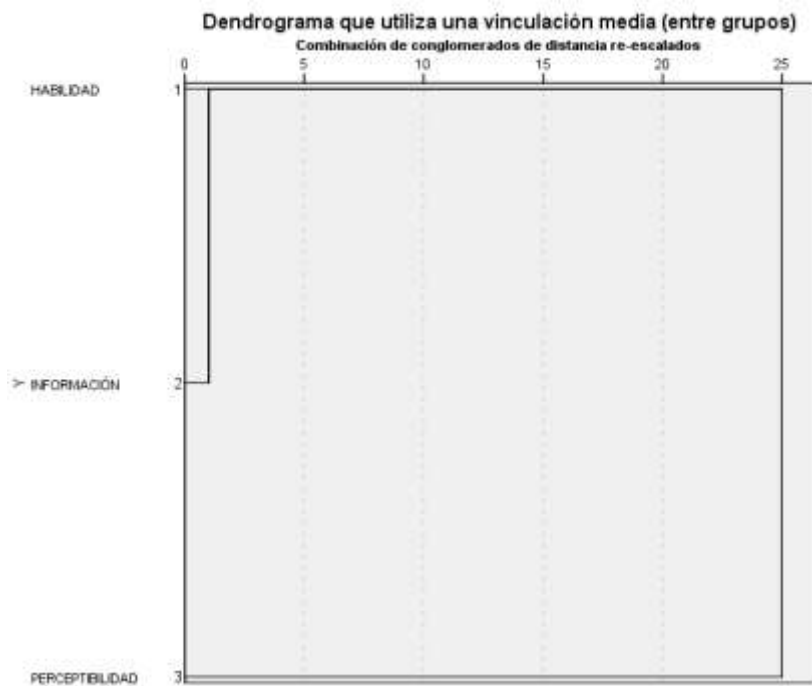 Dendrograma que utiliza una vinculación media (entre grupos)
Combinación de conglomerados de distancia re-escalados
0 5 10 15 20 25
HABILIDAD 1
Y INFORMACIÓN 2
PERCEPTIBILIDAD 3